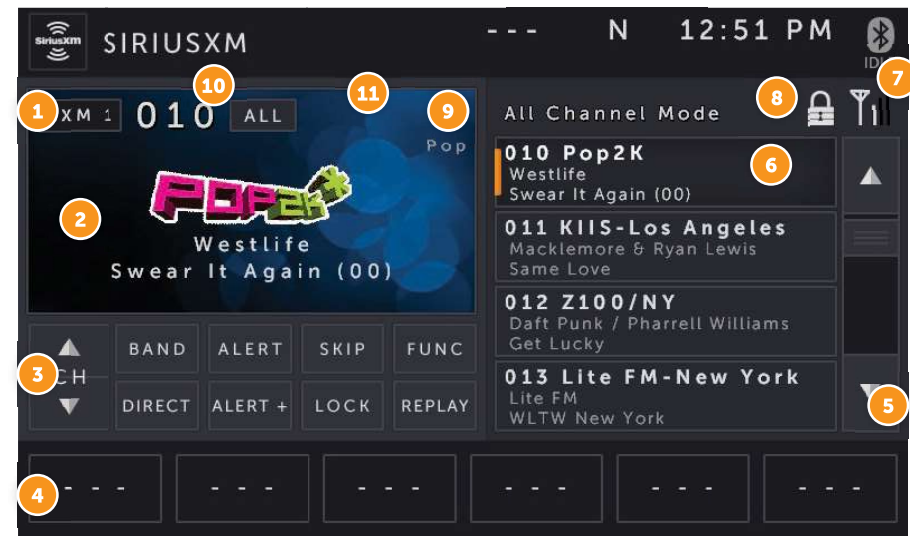 siriusxm SIRIUSXM
- - - N 12:51 PM
7
10 11 8
1 XM 1 010 ALL 9
Pop
2
POP2K
Westlife
Swear It Again (00)
All Channel Mode
6
010 Pop2K
Westlife
Swear It Again (00)
011 KIIS-Los Angeles
Macklemore & Ryan Lewis
Same Love
012 Z100/NY
Daft Punk / Pharrell Williams
Get Lucky
013 Lite FM-New York
Lite FM
WLTW New York
5
3 CH
BAND ALERT SKIP FUNC
DIRECT ALERT + LOCK REPLAY
4 - - - - - - - - - - - - - - - - - -